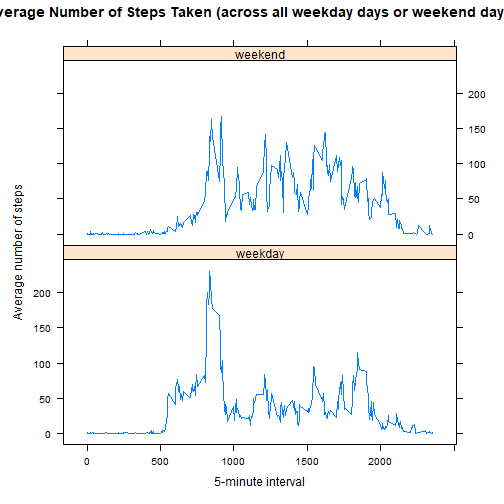 verage Number of Steps Taken (across all weekday days or weekend day
weekend
200
150
100
50
0
weekday
200
150
100
50
0
0 500 1000 1500 2000
Average number of steps
5-minute interval